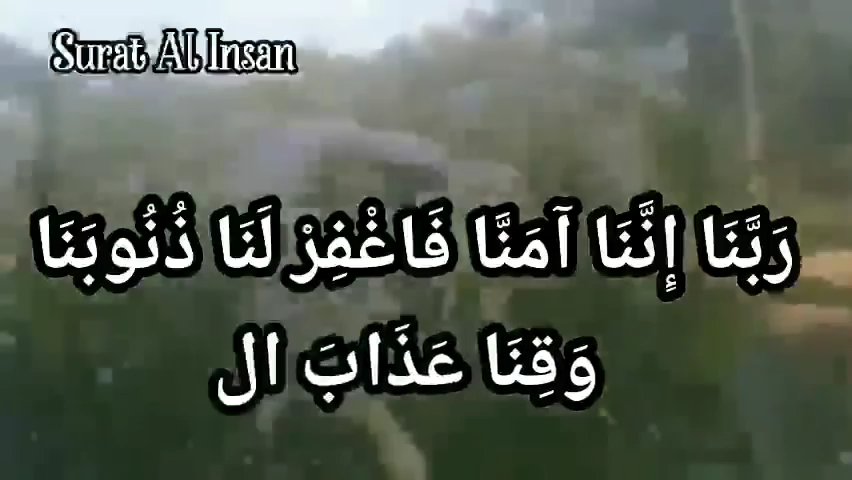 Surat Al Insan
رَبَّنَا إِنَّنَا آمَنَّا فَاغْفِرْ لَنَا ذُنُوبَنَا
وَقِنَا عَذَابَ ال